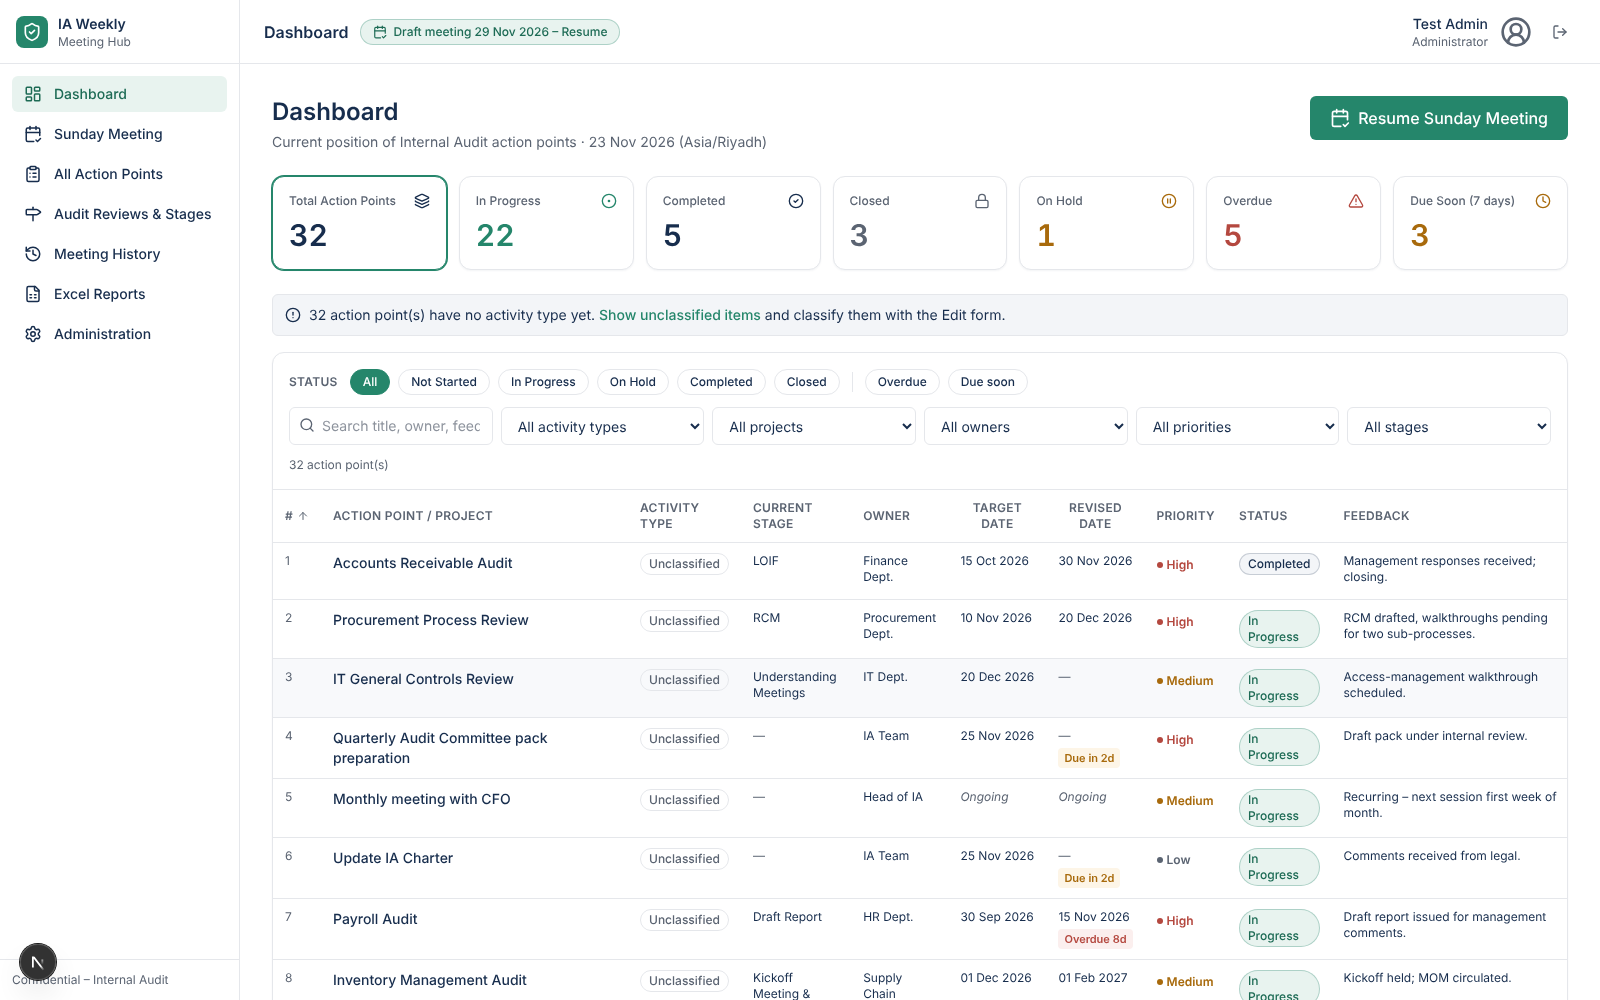 IA Weekly
Meeting Hub
Dashboard
Sunday Meeting
All Action Points
Audit Reviews & Stages
Meeting History
Excel Reports
Administration
Confidential – Internal Audit
Dashboard
Draft meeting 29 Nov 2026 – Resume
Test Admin
Administrator
Dashboard
Current position of Internal Audit action points · 23 Nov 2026 (Asia/Riyadh)
Resume Sunday Meeting
Total Action Points
32
In Progress
22
Completed
5
Closed
3
On Hold
1
Overdue
5
Due Soon (7 days)
3
32 action point(s) have no activity type yet. Show unclassified items and classify them with the Edit form.
STATUS All Not Started In Progress On Hold Completed Closed Overdue Due soon
Search title, owner, feec All activity types All projects All owners All priorities All stages
32 action point(s)
# ↑ ACTION POINT / PROJECT ACTIVITY TYPE CURRENT STAGE OWNER TARGET DATE REVISED DATE PRIORITY STATUS FEEDBACK
1 Accounts Receivable Audit Unclassified LOIF Finance Dept. 15 Oct 2026 30 Nov 2026 High Completed Management responses received; closing.
2 Procurement Process Review Unclassified RCM Procurement Dept. 10 Nov 2026 20 Dec 2026 High In Progress RCM drafted, walkthroughs pending for two sub-processes.
3 IT General Controls Review Unclassified Understanding Meetings IT Dept. 20 Dec 2026 — Medium In Progress Access-management walkthrough scheduled.
4 Quarterly Audit Committee pack preparation Unclassified — IA Team 25 Nov 2026 — Due in 2d High In Progress Draft pack under internal review.
5 Monthly meeting with CFO Unclassified — Head of IA Ongoing Ongoing Medium In Progress Recurring – next session first week of month.
6 Update IA Charter Unclassified — IA Team 25 Nov 2026 — Due in 2d Low In Progress Comments received from legal.
7 Payroll Audit Unclassified Draft Report HR Dept. 30 Sep 2026 15 Nov 2026 Overdue 8d High In Progress Draft report issued for management comments.
8 Inventory Management Audit Unclassified Kickoff Meeting & Supply Chain 01 Dec 2026 01 Feb 2027 Medium In Progress Kickoff held; MOM circulated.